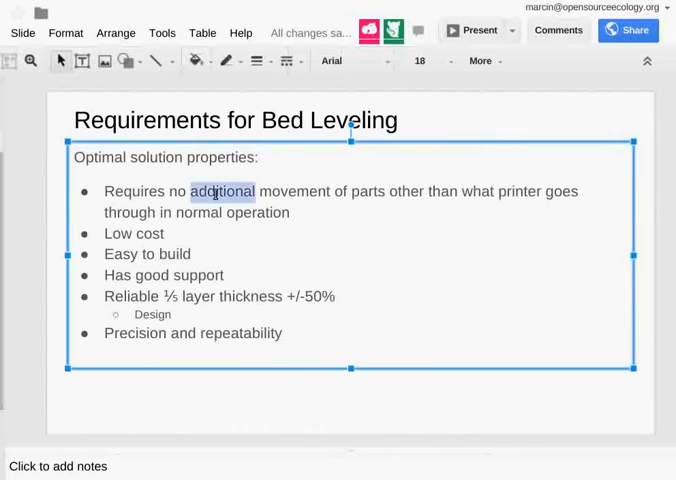 marcin@opensourceecology.org
Slide Format Arrange Tools Table Help All changes sa... Present Comments Share
Arial 18 More
Requirements for Bed Leveling
Optimal solution properties:
● Requires no additional movement of parts other than what printer goes
through in normal operation
● Low cost
● Easy to build
● Has good support
● Reliable ⅕ layer thickness +/-50%
○ Design
● Precision and repeatability
Click to add notes